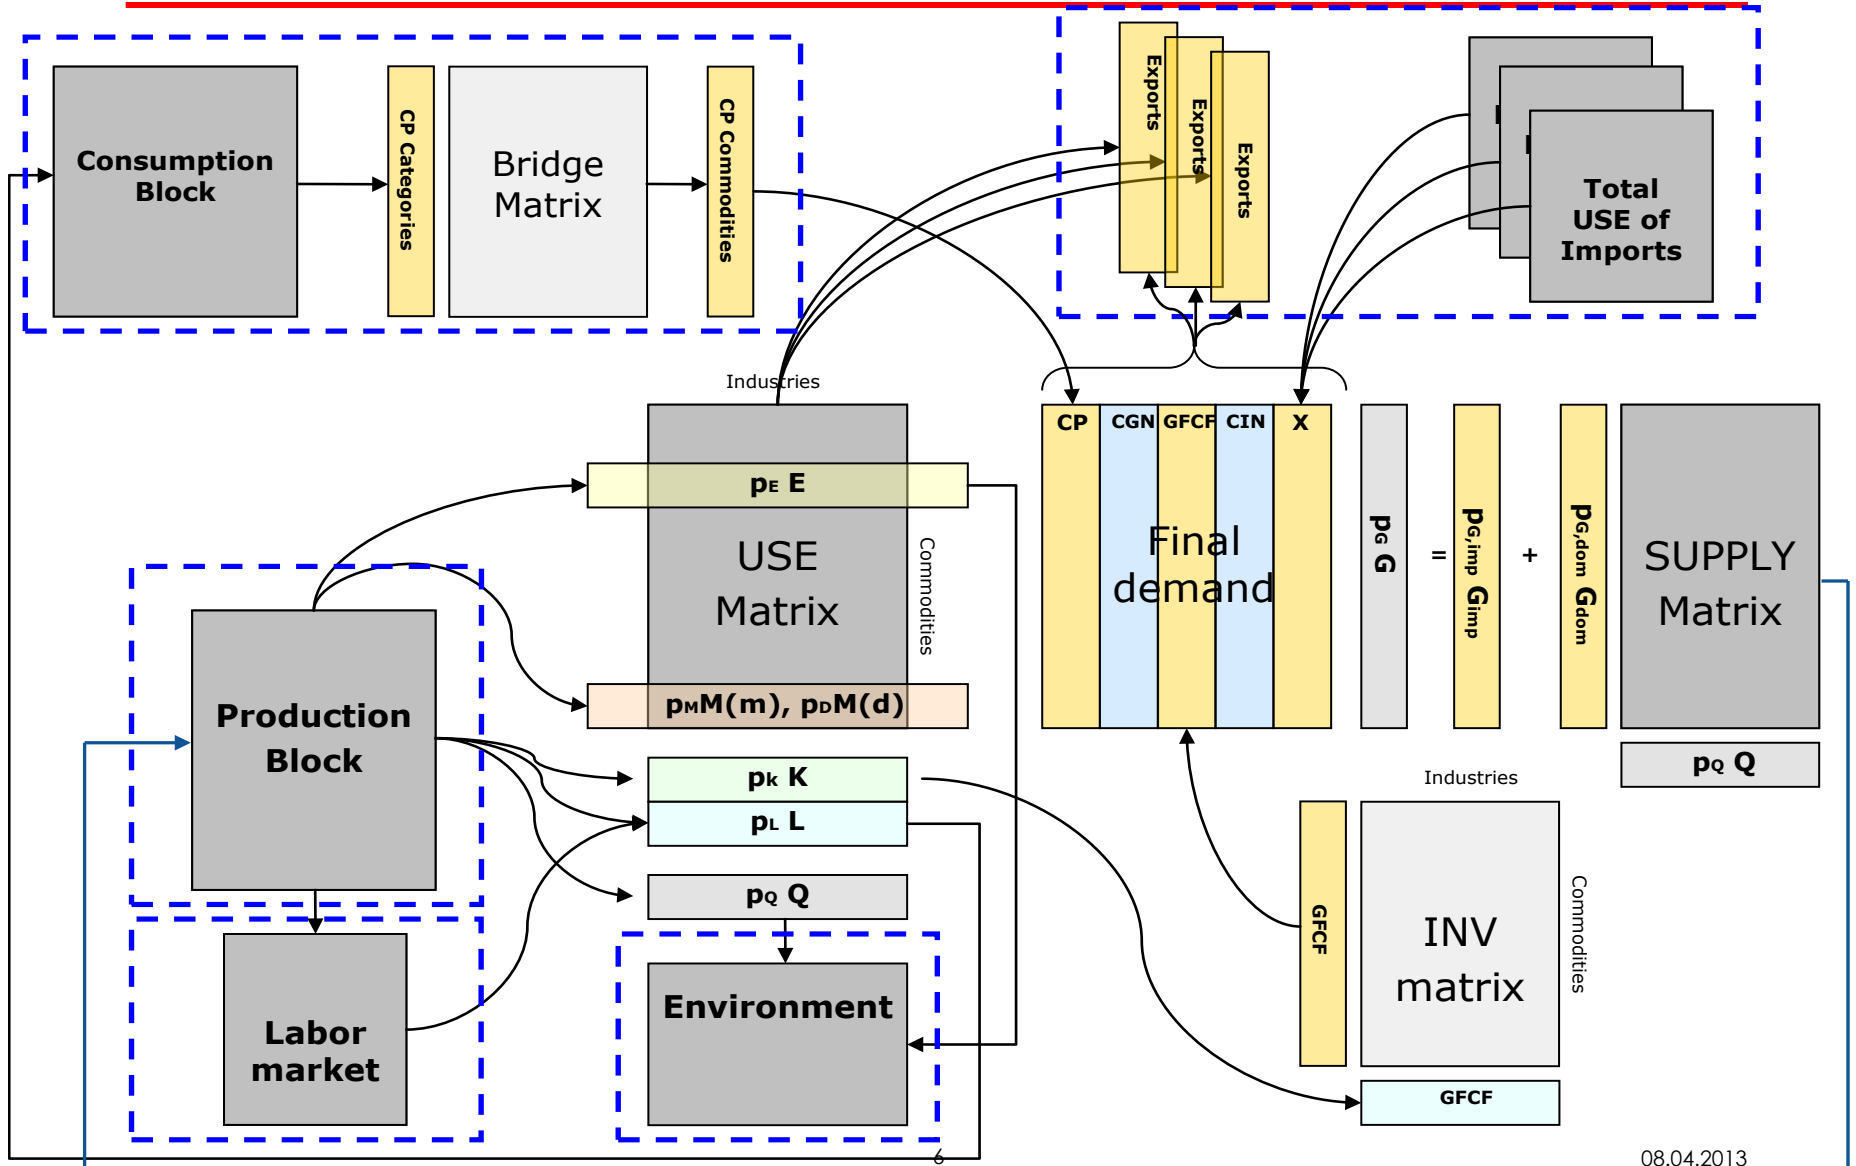 Consumption
Block
CP Categories
Bridge
Matrix
CP Commodities
Exports
Exports
Exports
Total
USE of
Imports
Industries
USE
Matrix
Commodities
pE E
pMM(m), pDM(d)
CP
CGN
GFCF
CIN
X
Final
demand
pG G
=
pG,imp Gimp
+
pG,dom Gdom
SUPPLY
Matrix
pQ Q
Production
Block
pk K
pL L
pQ Q
Labor
market
Environment
Industries
GFCF
INV
matrix
Commodities
GFCF
6
08.04.2013